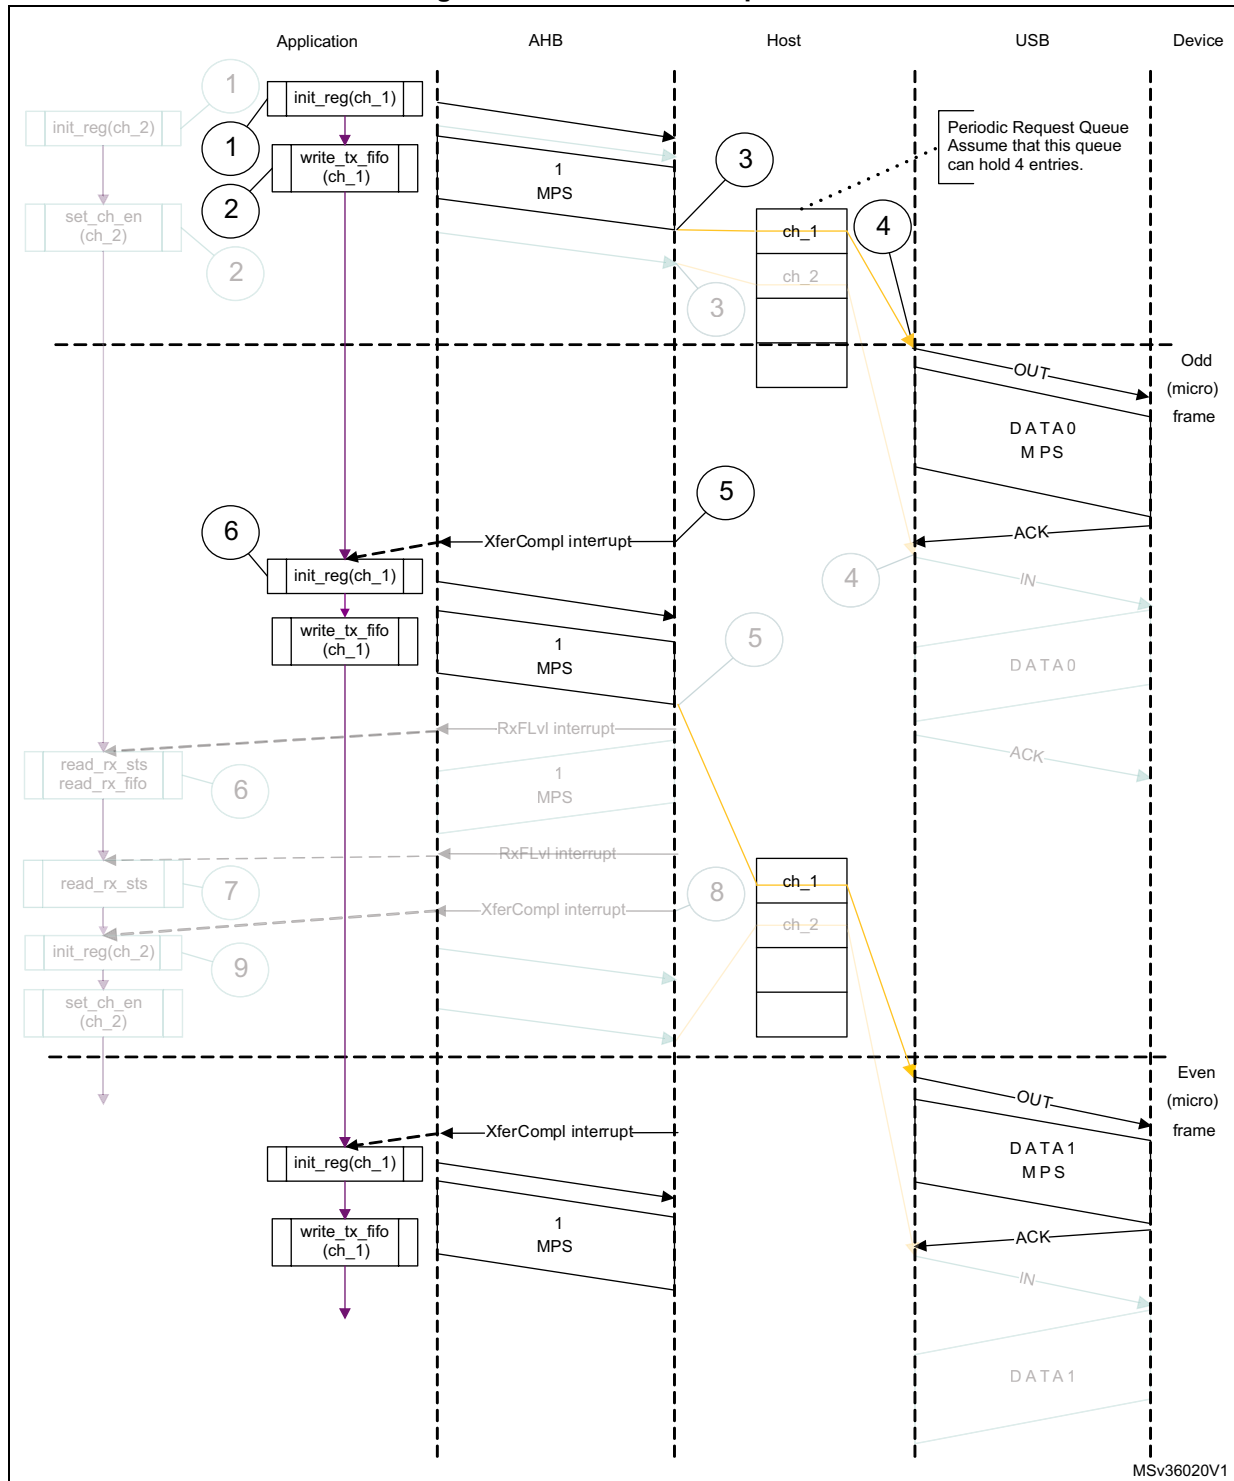 Application
AHB
Host
USB
Device
1
init_reg(ch_1)
init_reg(ch_2)
1
write_tx_fifo
(ch_1)
1
MPS
3
Periodic Request Queue
Assume that this queue
can hold 4 entries.
2
set_ch_en
(ch_2)
2
3
ch_1
ch_2
4
Odd
(micro)
frame
OUT
DATA0
MPS
5
6
XferCompl interrupt
ACK
init_reg(ch_1)
4
IN
write_tx_fifo
(ch_1)
1
MPS
5
DATA0
RxFLvl interrupt
ACK
read_rx_sts
read_rx_fifo
6
1
MPS
RxFLvl interrupt
read_rx_sts
7
8
ch_1
XferCompl interrupt
ch_2
init_reg(ch_2)
9
set_ch_en
(ch_2)
Even
(micro)
frame
OUT
XferCompl interrupt
init_reg(ch_1)
DATA1
MPS
write_tx_fifo
(ch_1)
1
MPS
ACK
IN
DATA1
MSv36020V1